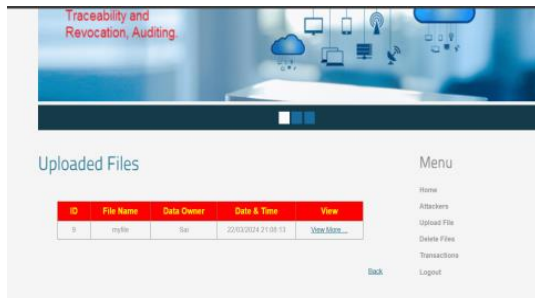 Traceability and
Revocation, Auditing.
Uploaded Files
ID File Name Data Owner Date & Time View
myfile Sai 22/03/2024 21:08:13 View More ...
Back
Menu
Home
Attackers
Upload File
Delete Files
Transactions
Logout